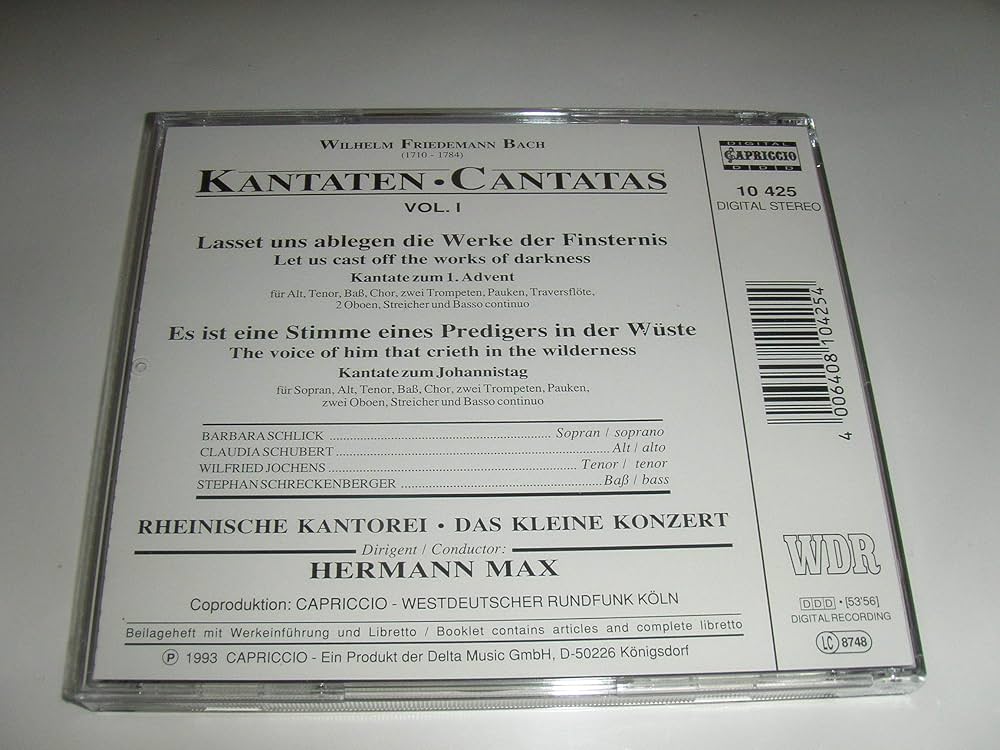 WILHELM FRIEDEMANN BACH
(1710 - 1784)
KANTATEN · CANTATAS
VOL. I
Lasset uns ablegen die Werke der Finsternis
Let us cast off the works of darkness
Kantate zum 1. Advent
für Alt, Tenor, Baß, Chor, zwei Trompeten, Pauken, Traversflöte,
2 Oboen, Streicher und Basso continuo
Es ist eine Stimme eines Predigers in der Wüste
The voice of him that crieth in the wilderness
Kantate zum Johannistag
für Sopran, Alt, Tenor, Baß, Chor, zwei Trompeten, Pauken,
zwei Oboen, Streicher und Basso continuo
BARBARA SCHLICK ........ Sopran / soprano
CLAUDIA SCHUBERT ........ Alt / alto
WILFRIED JOCHENS ........ Tenor / tenor
STEPHAN SCHRECKENBERGER ........ Baß / bass
RHEINISCHE KANTOREI · DAS KLEINE KONZERT
Dirigent / Conductor:
HERMANN MAX
Coproduktion: CAPRICCIO - WESTDEUTSCHER RUNDFUNK KÖLN
Beilageheft mit Werkeinführung und Libretto / Booklet contains articles and complete libretto
Ⓟ 1993 CAPRICCIO - Ein Produkt der Delta Music GmbH, D-50226 Königsdorf
DIGITAL
CAPRICCIO
D D D
10 425
DIGITAL STEREO
4 006408 104254
WDR
DDD · [53'56]
DIGITAL RECORDING
LC 8748